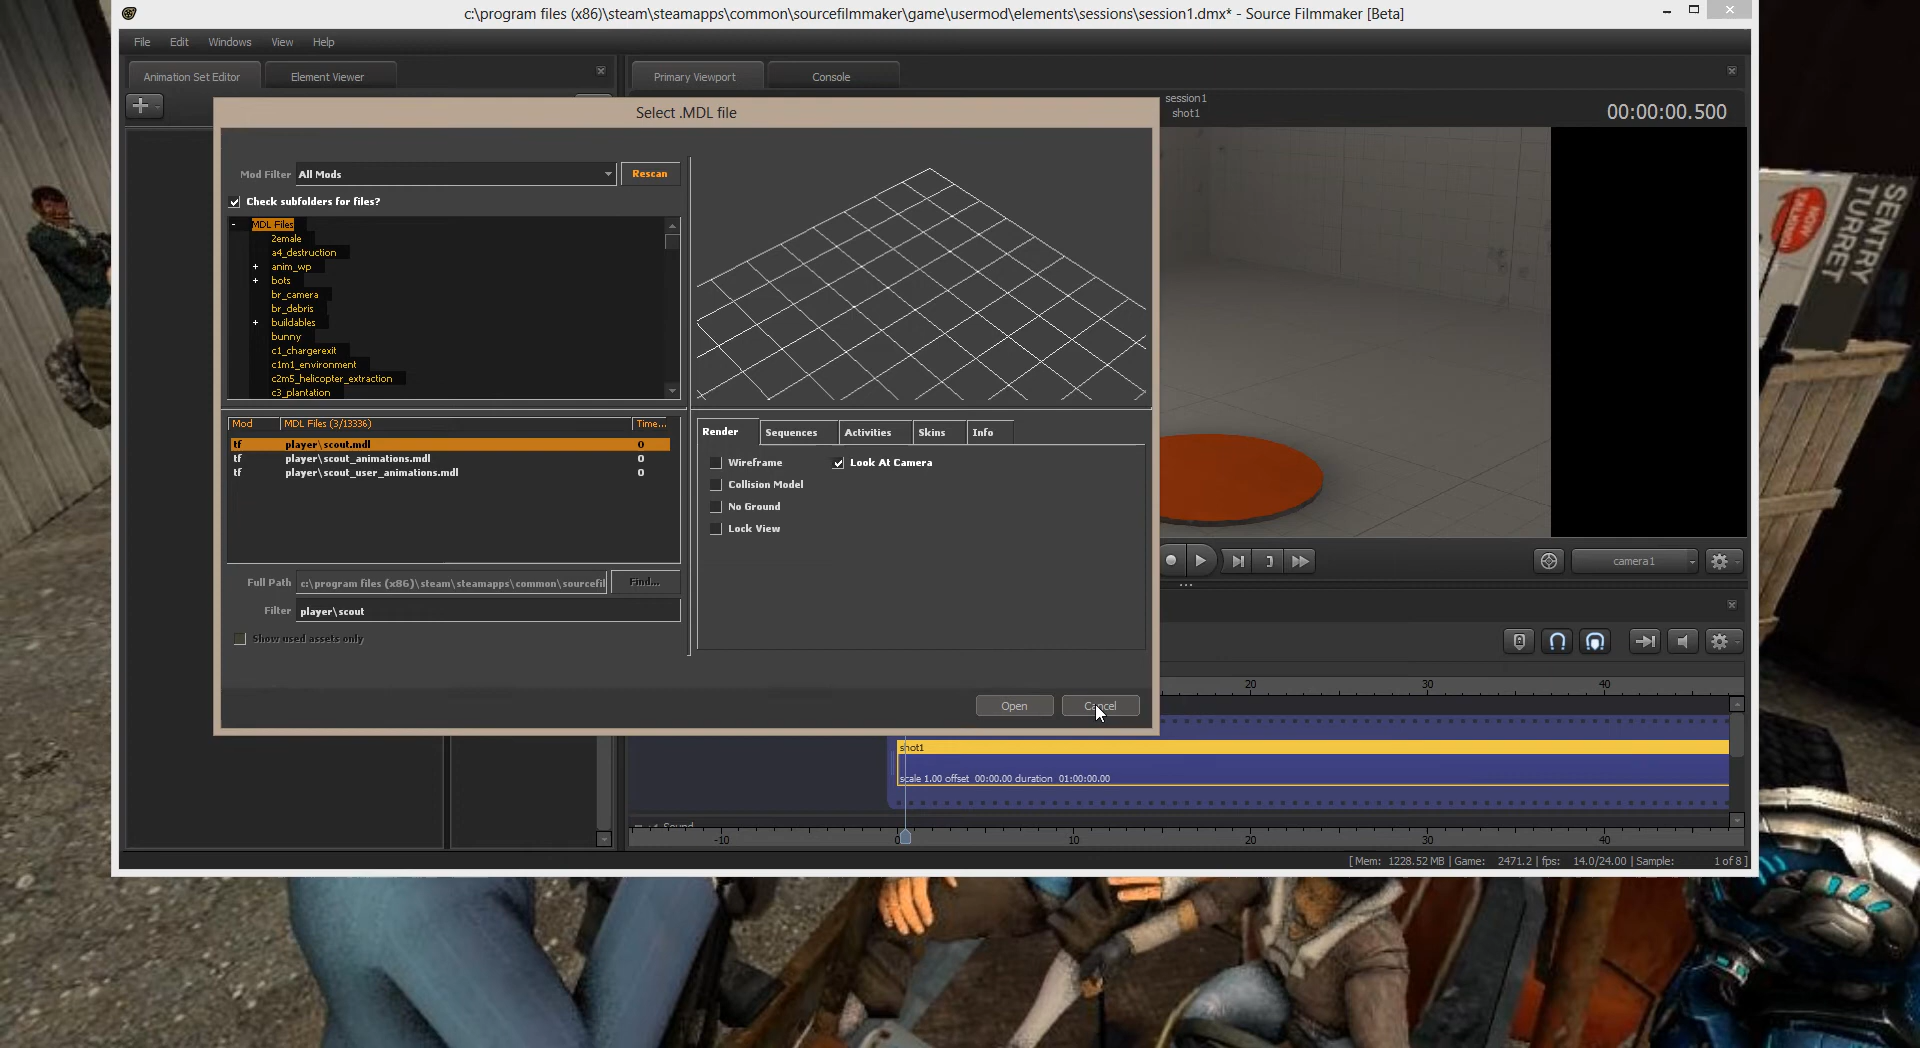 c:\program files (x86)\steam\steamapps\common\sourcefilmmaker\game\usermod\elements\sessions\session1.dmx* - Source Filmmaker [Beta]
File Edit Windows View Help
Animation Set Editor Element Viewer
Primary Viewport Console
session1
shot1
00:00:00.500
Select .MDL file
Mod Filter All Mods Rescan
Check subfolders for files?
MDL Files
2emale
a4_destruction
anim_wp
bots
br_camera
br_debris
buildables
bunny
c1_chargerexit
c1m1_environment
c2m5_helicopter_extraction
c3_plantation
Mod MDL Files (3/13336) Time...
tf player\scout.mdl 0
tf player\scout_animations.mdl 0
tf player\scout_user_animations.mdl 0
Full Path c:\program files (x86)\steam\steamapps\common\sourcefil Find...
Filter player\scout
Show used assets only
Render Sequences Activities Skins Info
Wireframe Look At Camera
Collision Model
No Ground
Lock View
Open Cancel
camera1
20 40
shot1
scale 1.00 offset 00:00.00 duration 01:00:00.00
Sound
-10 0 10 20 30 40
[ Mem: 1228.52 MB | Game: 2471.2 | fps: 14.0/24.00 | Sample: 1 of 8 ]
SENTRY
TURRET
NOW